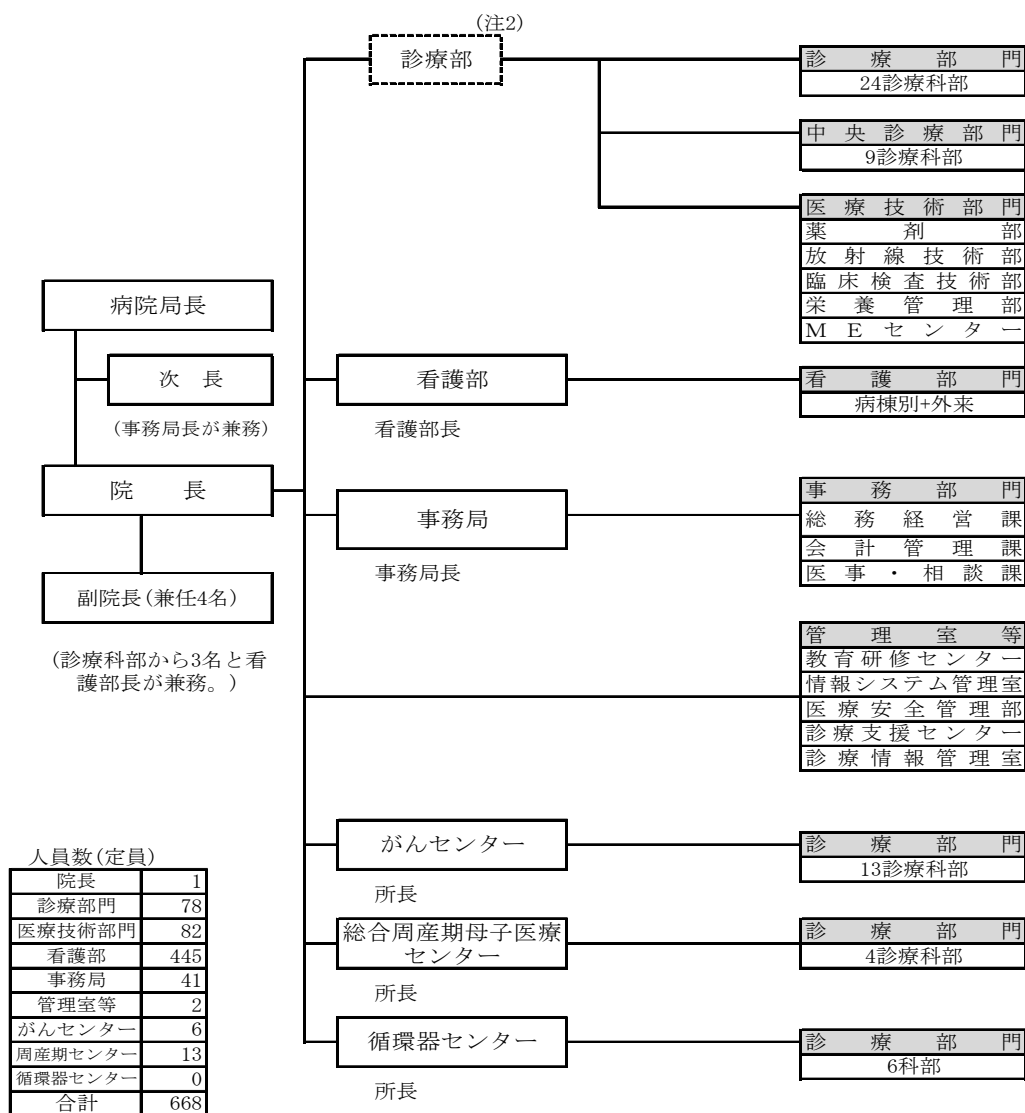 (注2)
診療部
診療部門
24診療科部
中央診療部門
9診療科部
医療技術部門
薬剤部
放射線技術部
臨床検査技術部
栄養管理部
MEセンター
病院局長
次 長
(事務局長が兼務)
看護部
看護部長
看護部門
病棟別+外来
院 長
事務局
事務局長
事務部門
総務経営課
会計管理課
医事・相談課
副院長(兼任4名)
(診療科部から3名と看
護部長が兼務。)
管理室等
教育研修センター
情報システム管理室
医療安全管理部
診療支援センター
診療情報管理室
がんセンター
所長
診療部門
13診療科部
総合周産期母子医療
センター
所長
診療部門
4診療科部
循環器センター
所長
診療部門
6科部
人員数(定員)
院長 1
診療部門 78
医療技術部門 82
看護部 445
事務局 41
管理室等 2
がんセンター 6
周産期センター 13
循環器センター 0
合計 668